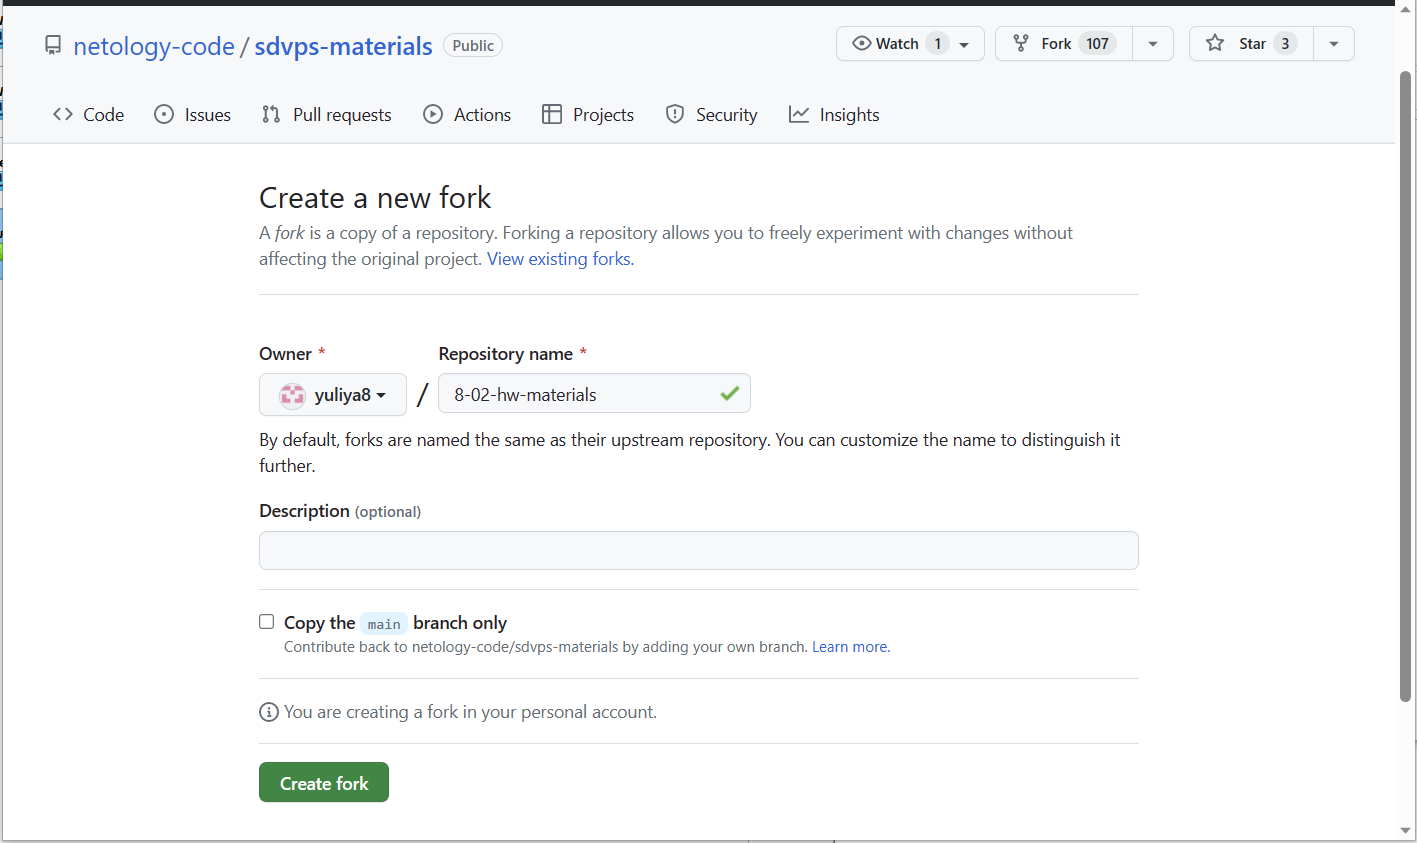 netology-code / sdvps-materials Public
Watch 1 Fork 107 Star 3
Code Issues Pull requests Actions Projects Security Insights
Create a new fork
A fork is a copy of a repository. Forking a repository allows you to freely experiment with changes without
affecting the original project. View existing forks.
Owner * Repository name *
yuliya8 / 8-02-hw-materials
By default, forks are named the same as their upstream repository. You can customize the name to distinguish it
further.
Description (optional)
Copy the main branch only
Contribute back to netology-code/sdvps-materials by adding your own branch. Learn more.
You are creating a fork in your personal account.
Create fork